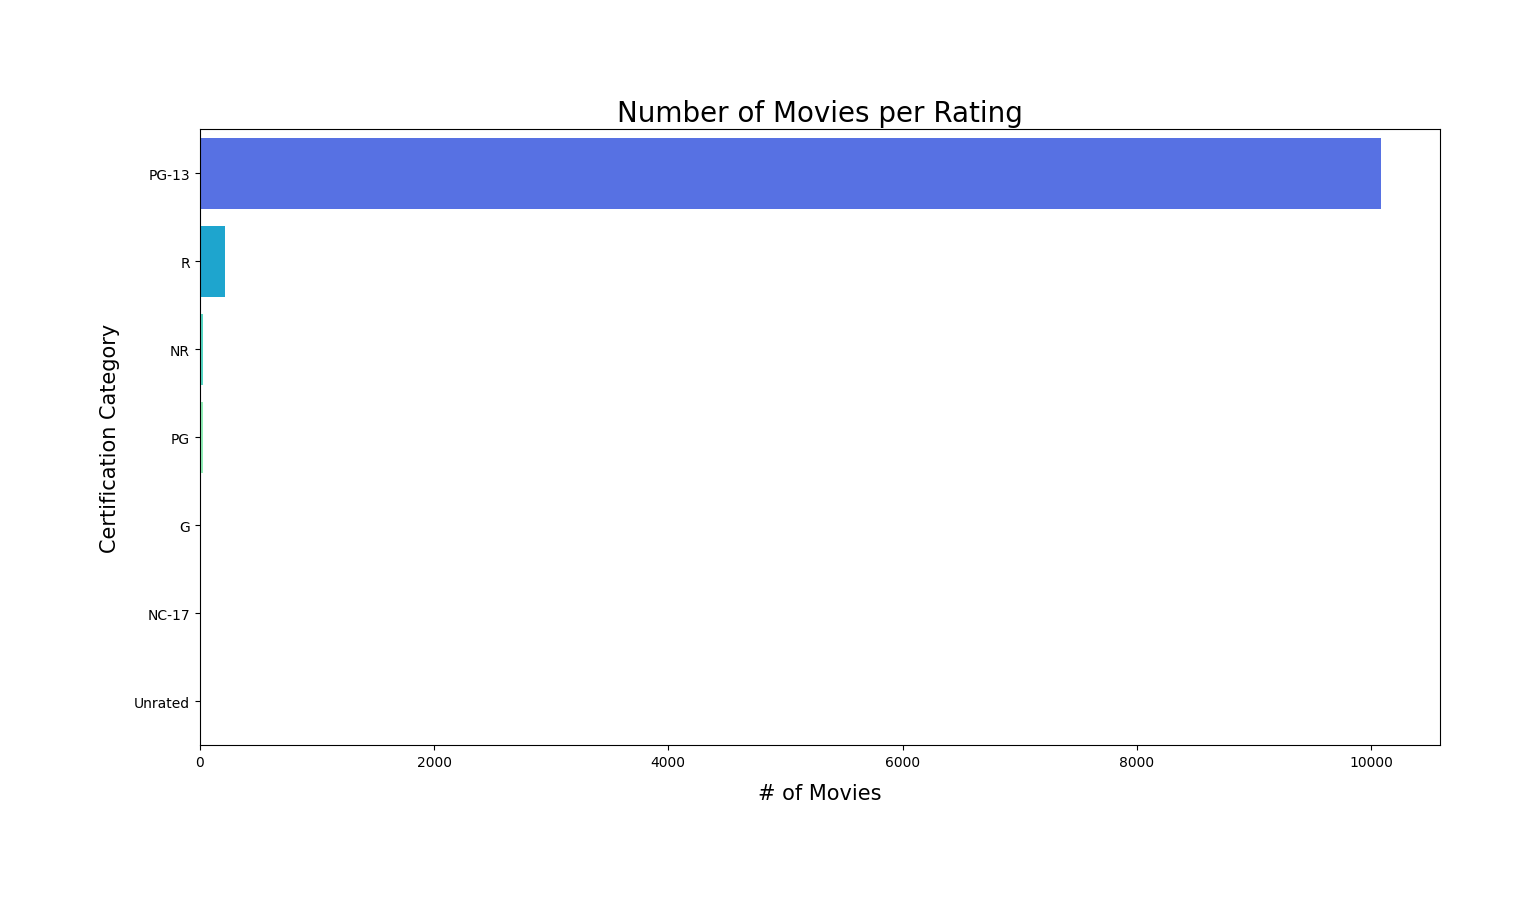 Number of Movies per Rating
PG-13
R
NR
PG
G
NC-17
Unrated
Certification Category
0 2000 4000 6000 8000 10000
# of Movies